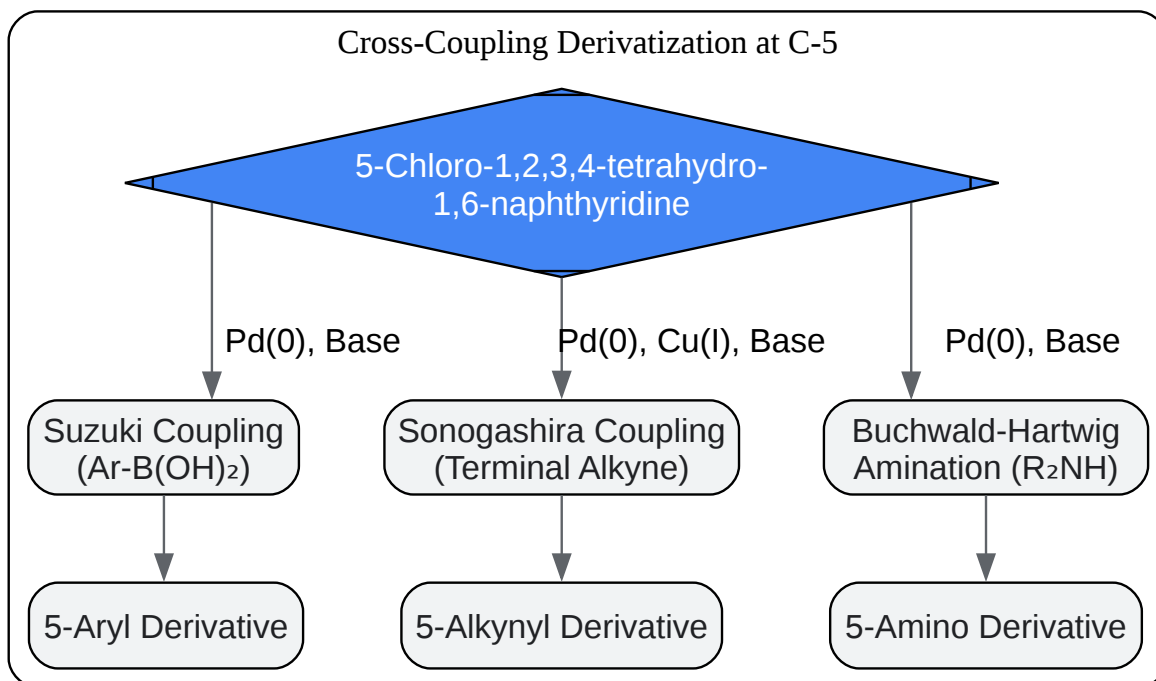 Cross-Coupling Derivatization at C-5
5-Chloro-1,2,3,4-tetrahydro-
1,6-naphthyridine
Pd(0), Base
Pd(0), Cu(I), Base
Pd(0), Base
Suzuki Coupling
(Ar-B(OH)₂)
Sonogashira Coupling
(Terminal Alkyne)
Buchwald-Hartwig
Amination (R₂NH)
5-Aryl Derivative
5-Alkynyl Derivative
5-Amino Derivative